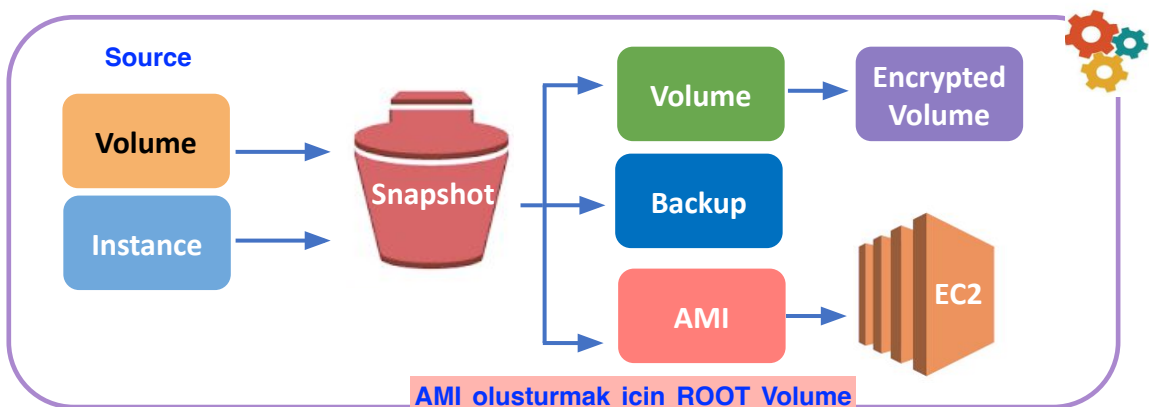 Source
Volume
Instance
Snapshot
Volume
Encrypted
Volume
Backup
AMI
EC2
AMI olusturmak icin ROOT Volume